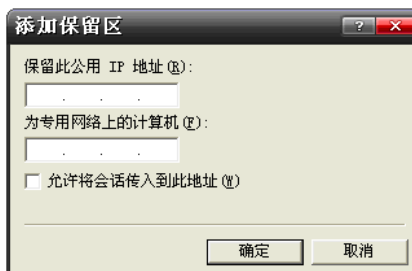 添加保留区
保留此公用 IP 地址(R):
. . .
为专用网络上的计算机(F):
. . .
允许将会话传入到此地址(W)
确定 取消